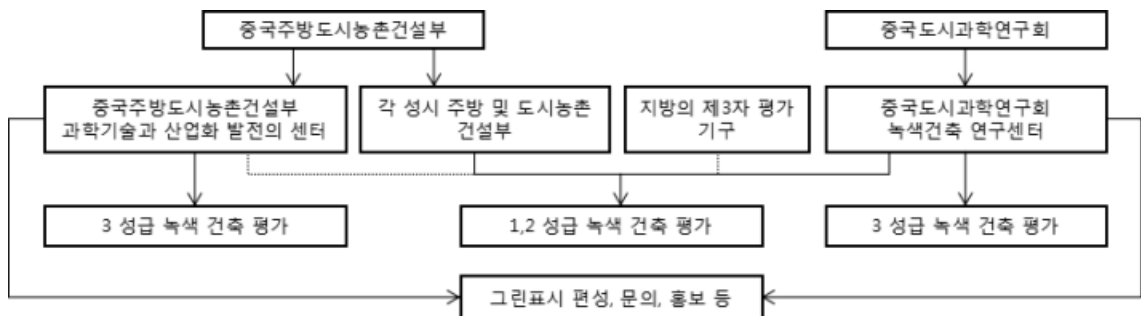 중국주방도시농촌건설부
중국도시과학연구회
중국주방도시농촌건설부
과학기술과 산업화 발전의 센터
각 성시 주방 및 도시농촌
건설부
지방의 제3자 평가
기구
중국도시과학연구회
녹색건축 연구센터
3 성급 녹색 건축 평가
1,2 성급 녹색 건축 평가
3 성급 녹색 건축 평가
그린표시 편성, 문의, 홍보 등